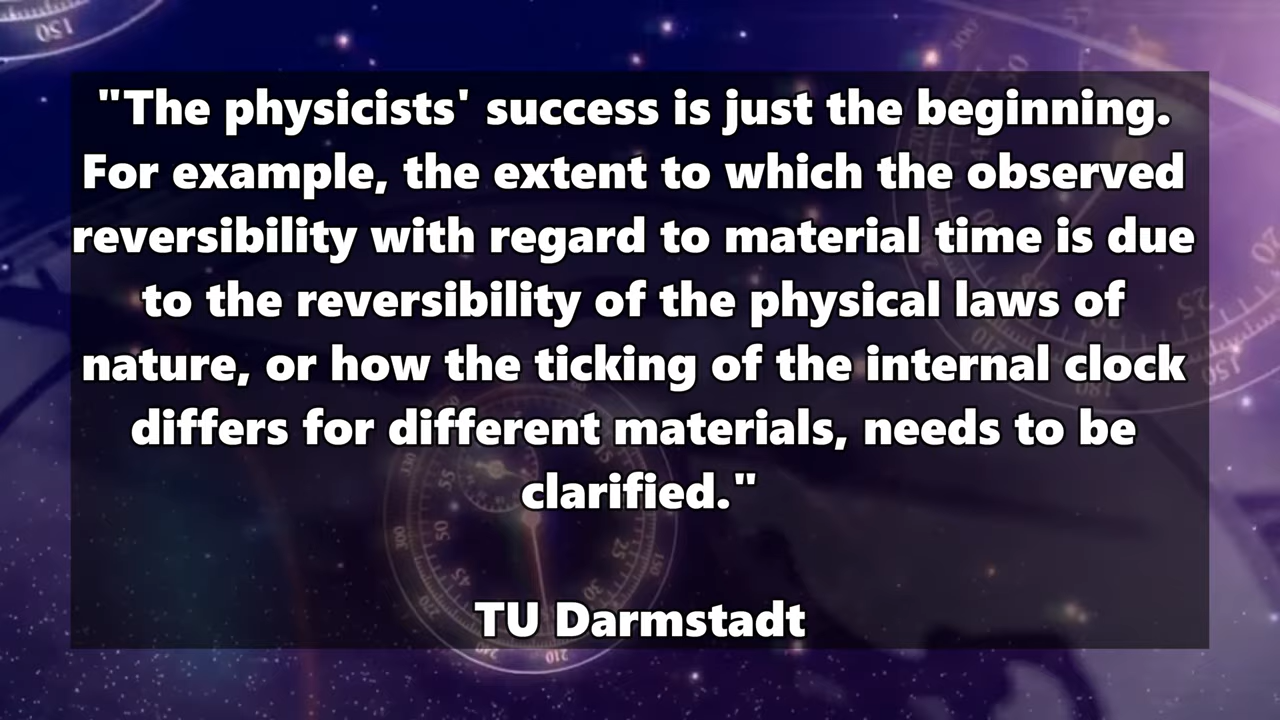 "The physicists' success is just the beginning.
For example, the extent to which the observed
reversibility with regard to material time is due
to the reversibility of the physical laws of
nature, or how the ticking of the internal clock
differs for different materials, needs to be
clarified."
TU Darmstadt